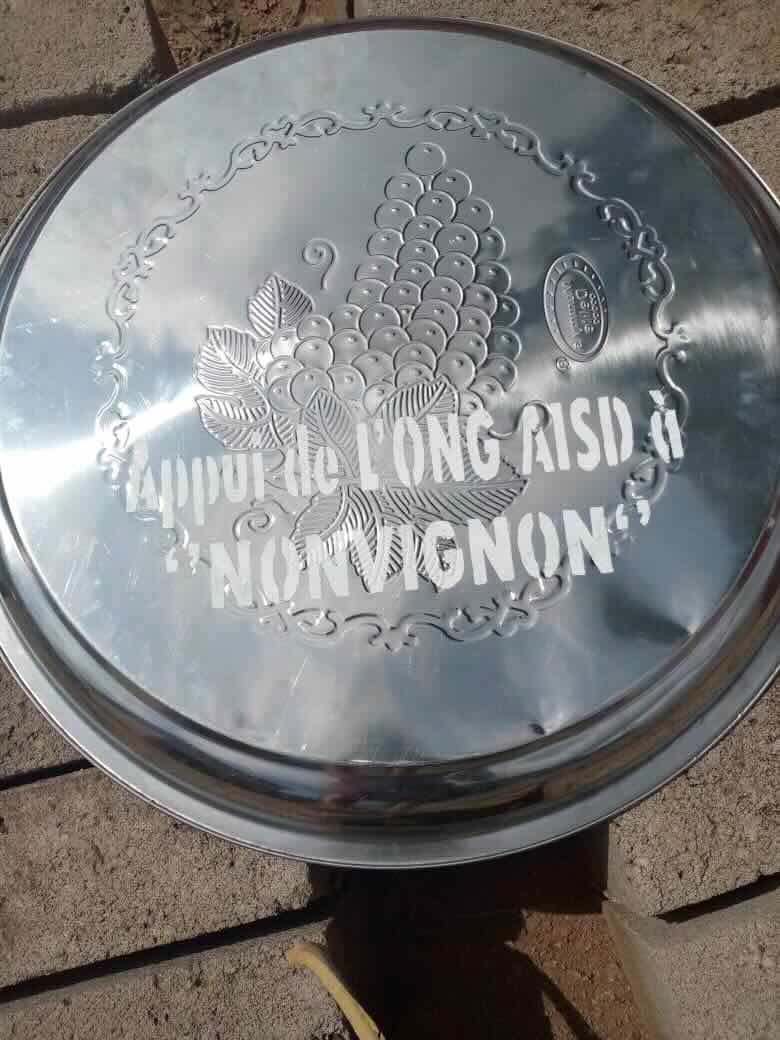 Appui de L'ONG AISD à
"NONVIGNON"